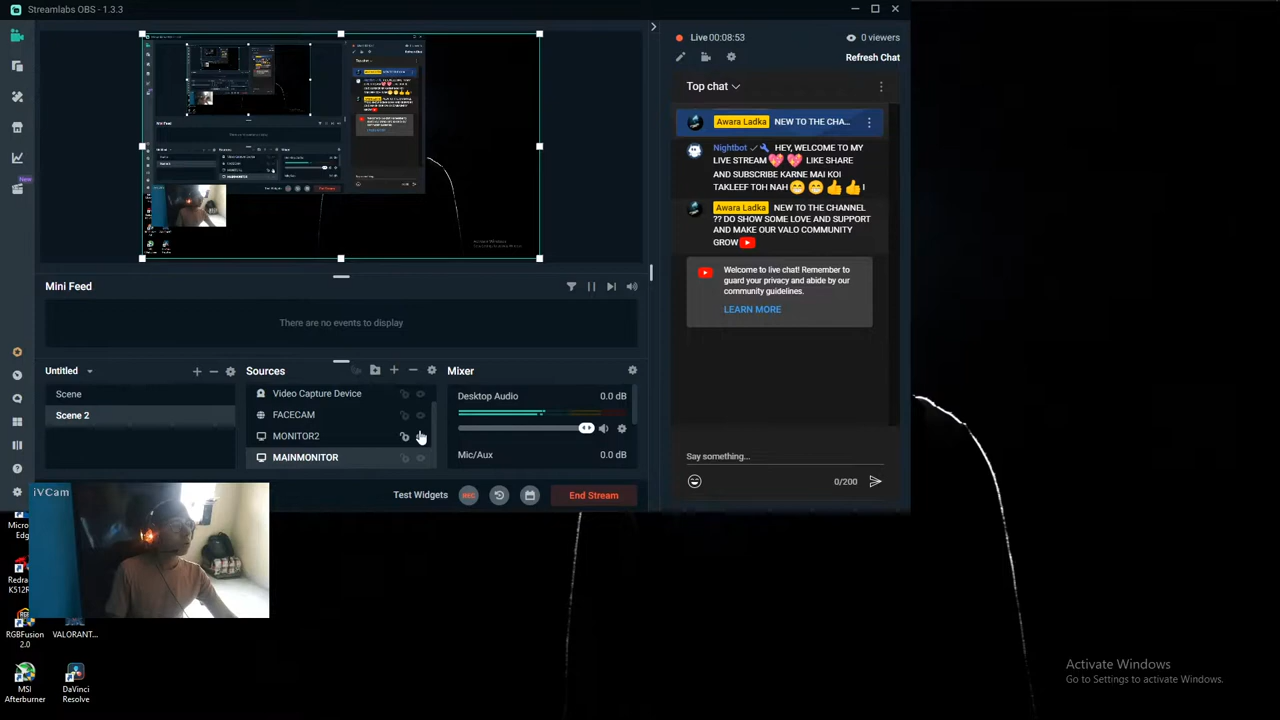 Streamlabs OBS - 1.3.3
Live 00:08:53
0 viewers
Refresh Chat
Top chat
Awara Ladka NEW TO THE CHA...
Nightbot HEY, WELCOME TO MY
LIVE STREAM 💖 💖 LIKE SHARE
AND SUBSCRIBE KARNE MAI KOI
TAKLEEF TOH NAH 😁 😁 👍 👍 !
Awara Ladka NEW TO THE CHANNEL
?? DO SHOW SOME LOVE AND SUPPORT
AND MAKE OUR VALO COMMUNITY
GROW
Welcome to live chat! Remember to
guard your privacy and abide by our
community guidelines.
LEARN MORE
Say something...
0/200
New
Mini Feed
There are no events to display
Untitled
Scene
Scene 2
Sources
Video Capture Device
FACECAM
MONITOR2
MAINMONITOR
Mixer
Desktop Audio 0.0 dB
Mic/Aux 0.0 dB
Test Widgets
REC
End Stream
iVCam
Micro...
Edge
Redra...
K512R...
RGBFusion
2.0
VALORANT...
MSI
Afterburner
DaVinci
Resolve
Activate Windows
Go to Settings to activate Windows.